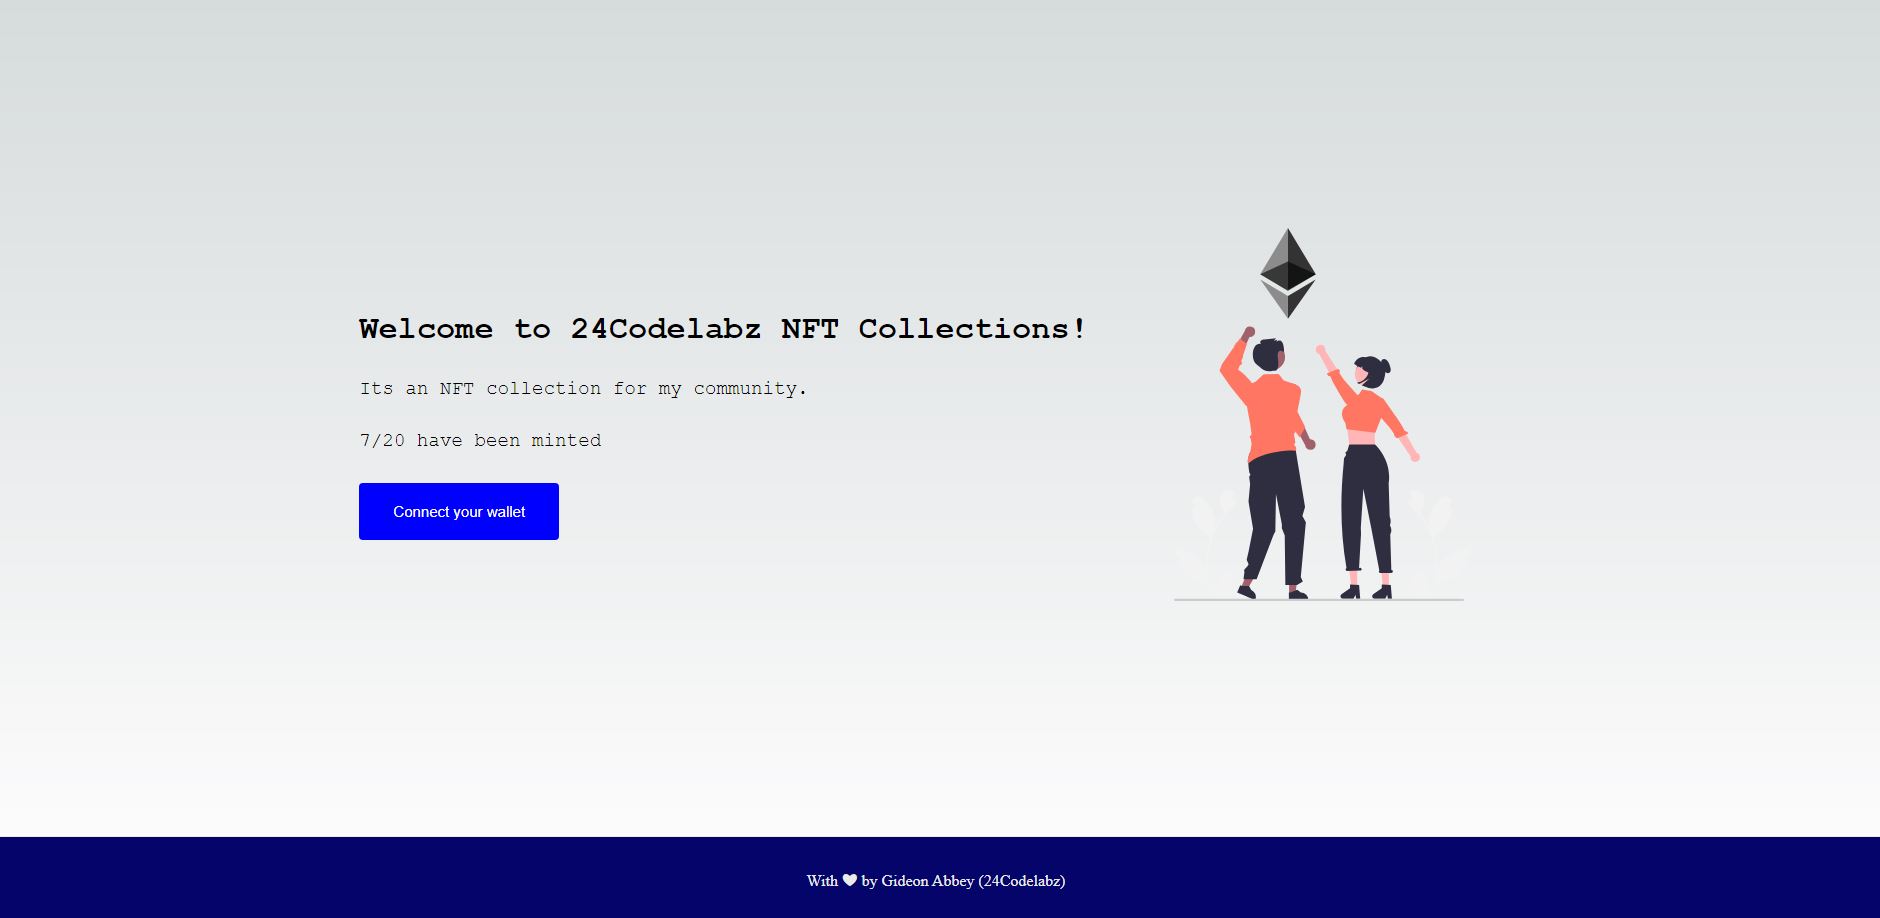 Welcome to 24Codelabz NFT Collections!
Its an NFT collection for my community.
7/20 have been minted
Connect your wallet
With ❤ by Gideon Abbey (24Codelabz)